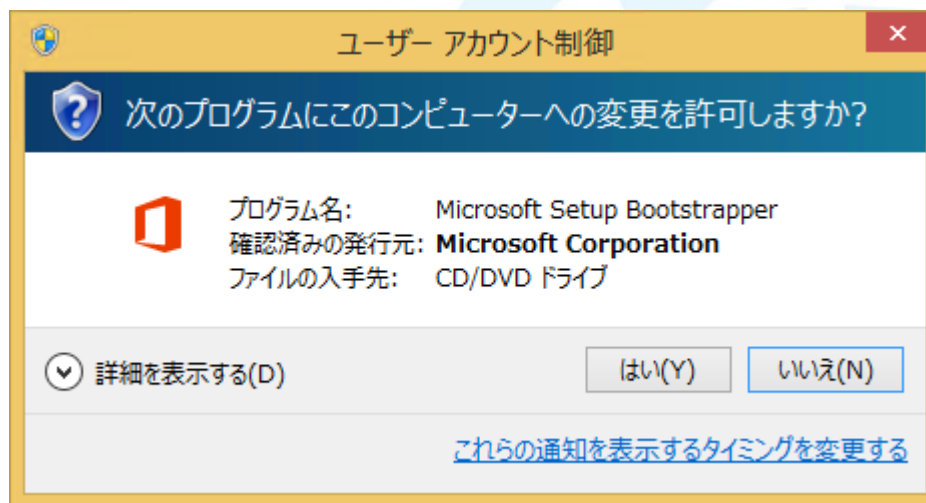 ユーザー アカウント制御
次のプログラムにこのコンピューターへの変更を許可しますか?
プログラム名: Microsoft Setup Bootstrapper
確認済みの発行元: Microsoft Corporation
ファイルの入手先: CD/DVD ドライブ
詳細を表示する(D) はい(Y) いいえ(N)
これらの通知を表示するタイミングを変更する